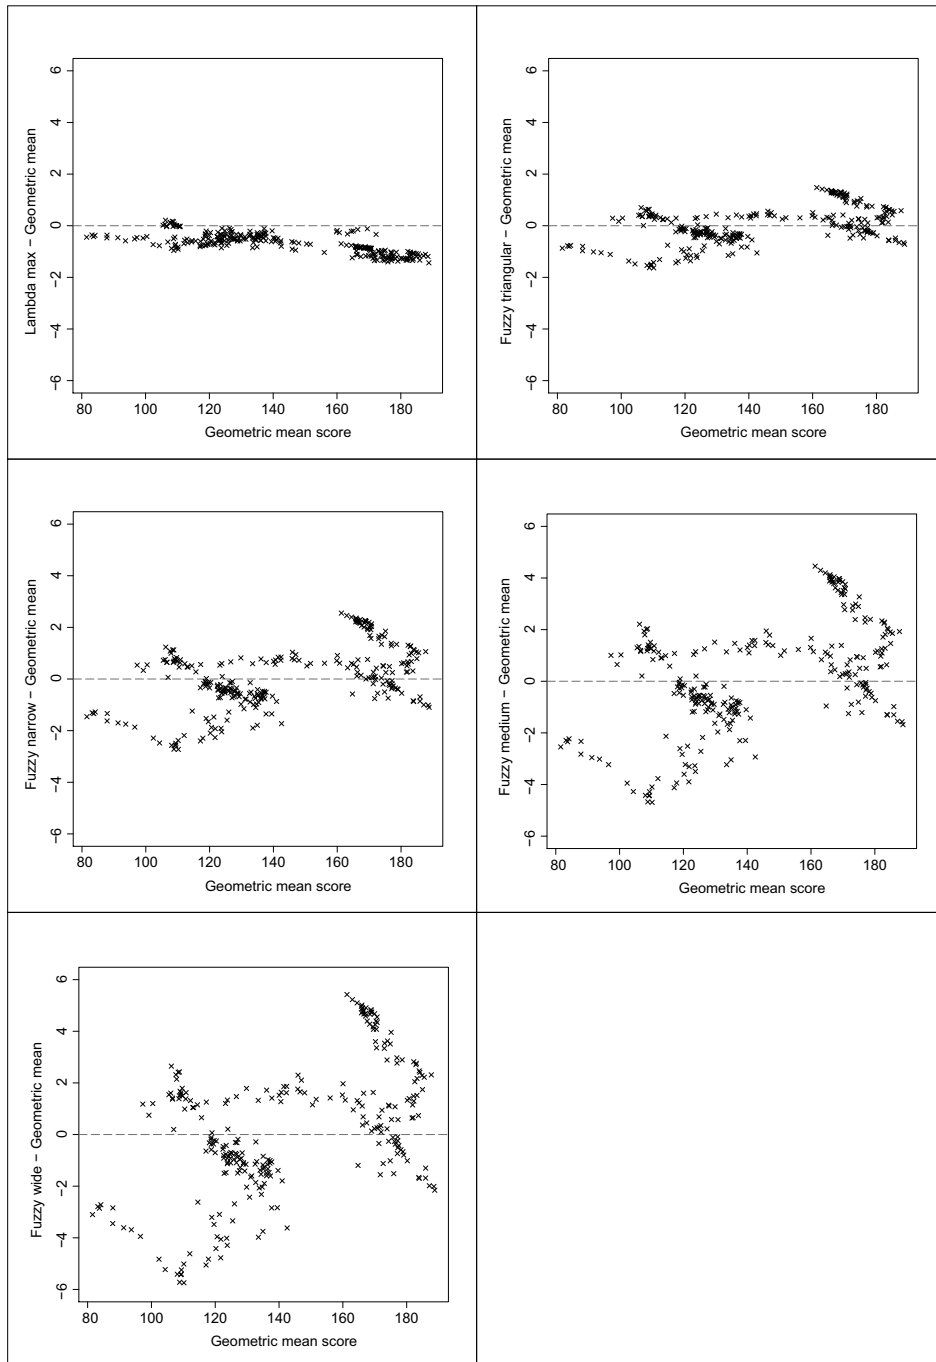 Lambda max − Geometric mean
6
4
2
0
−2
−4
−6
80 100 120 140 160 180
Geometric mean score
Fuzzy triangular − Geometric mean
6
4
2
0
−2
−4
−6
80 100 120 140 160 180
Geometric mean score
Fuzzy narrow − Geometric mean
6
4
2
0
−2
−4
−6
80 100 120 140 160 180
Geometric mean score
Fuzzy medium − Geometric mean
6
4
2
0
−2
−4
−6
80 100 120 140 160 180
Geometric mean score
Fuzzy wide − Geometric mean
6
4
2
0
−2
−4
−6
80 100 120 140 160 180
Geometric mean score